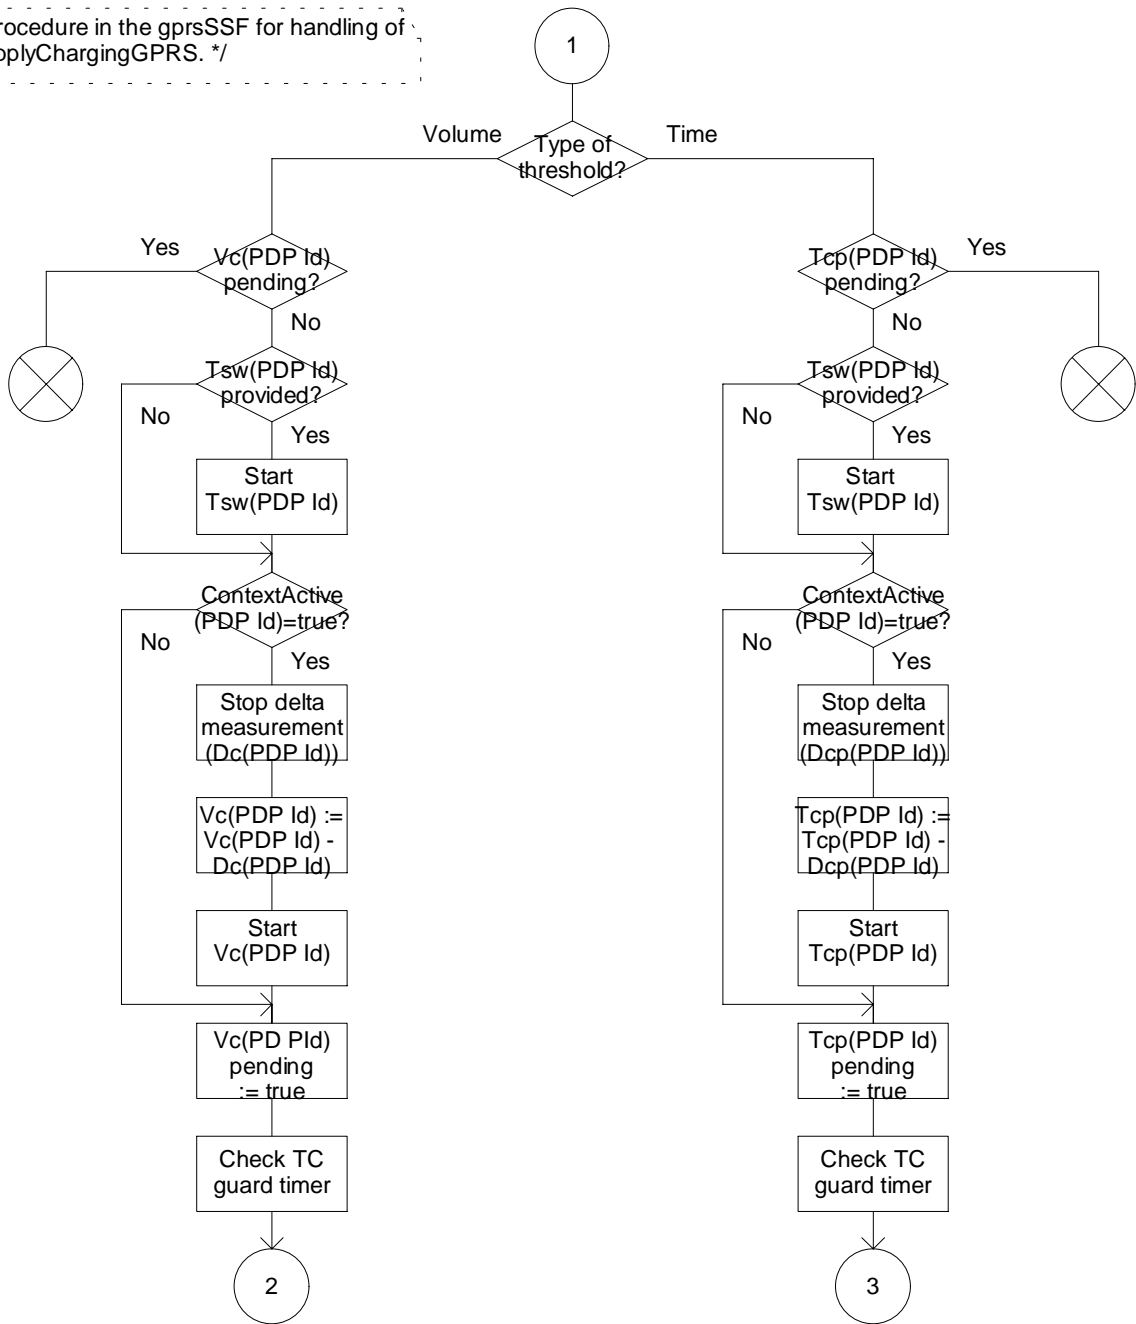 rocedure in the gprsSSF for handling of
pplyChargingGPRS. */
1
Volume
Type of
threshold?
Time
Yes
Vc(PDP Id)
pending?
No
Tcp(PDP Id)
pending?
Yes
No
Tsw(PDP Id)
provided?
No
Yes
Tsw(PDP Id)
provided?
No
Yes
Start
Tsw(PDP Id)
Start
Tsw(PDP Id)
ContextActive
(PDP Id)=true?
No
Yes
ContextActive
(PDP Id)=true?
No
Yes
Stop delta
measurement
(Dc(PDP Id))
Stop delta
measurement
(Dcp(PDP Id))
Vc(PDP Id) :=
Vc(PDP Id) -
Dc(PDP Id)
Tcp(PDP Id) :=
Tcp(PDP Id) -
Dcp(PDP Id)
Start
Vc(PDP Id)
Start
Tcp(PDP Id)
Vc(PD PId)
pending
:= true
Tcp(PDP Id)
pending
:= true
Check TC
guard timer
Check TC
guard timer
2
3